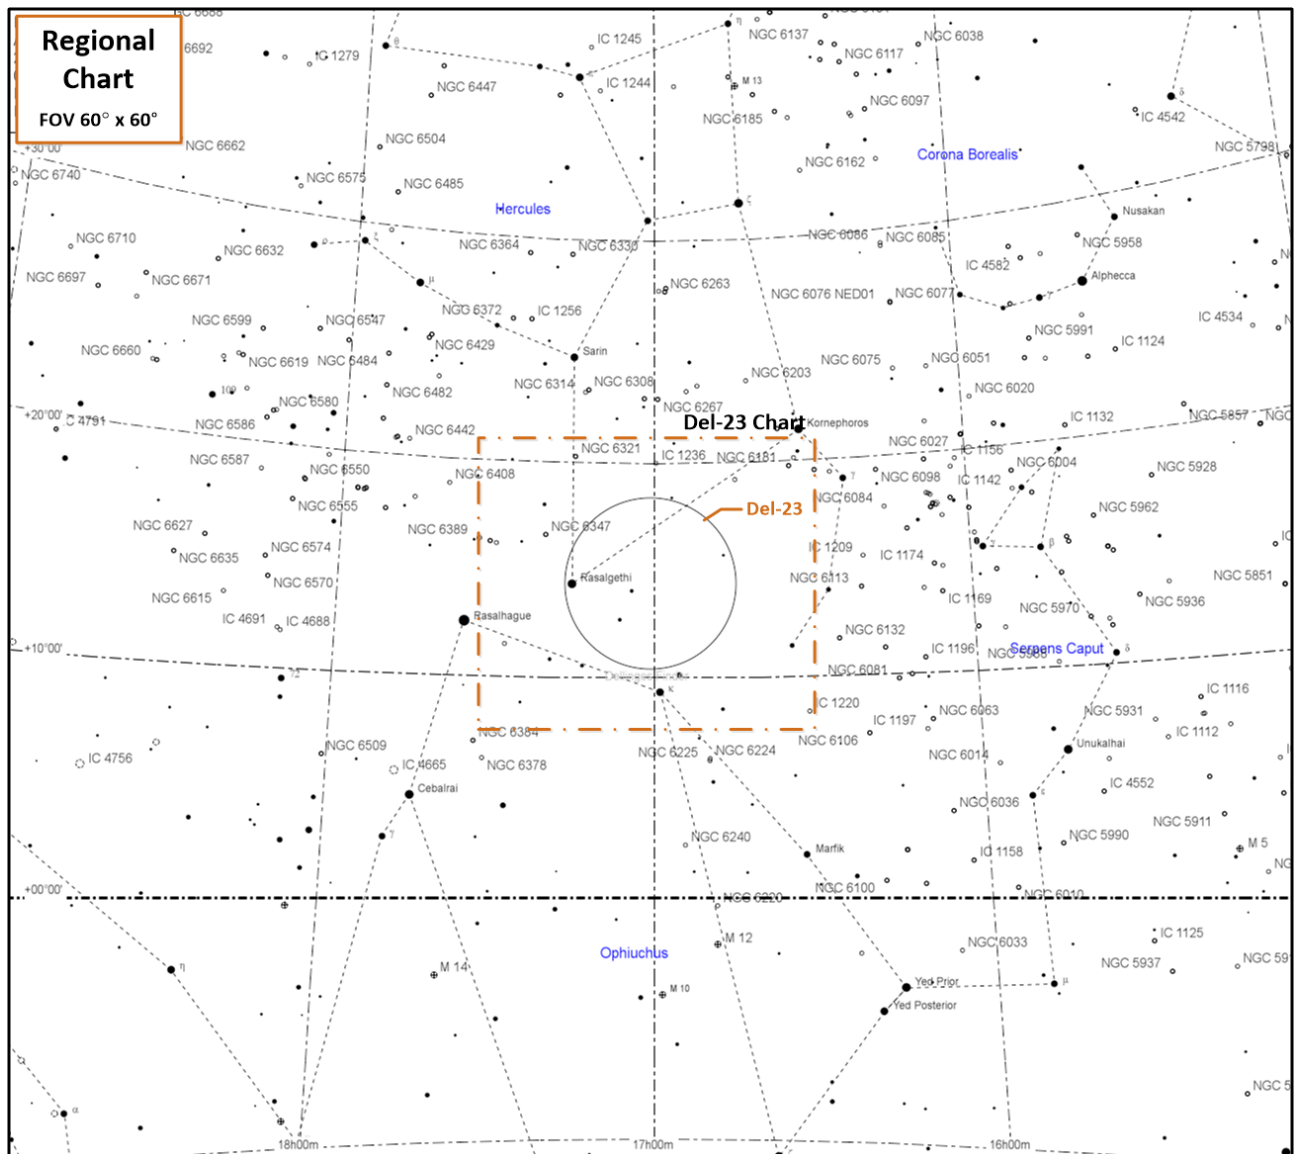 Regional
Chart
FOV 60° x 60°
NGC 6137
NGC 6117
NGC 6038
θ
IC 1245
η
6692
IC 1279
NGC 6447
IC 1244
M 13
NGC 6097
δ
IC 4542
NGC 6185
NGC 6662
NGC 6504
+30°00'
NGC 5798
NGC 6162
Corona Borealis
NGC 6740
NGC 6575
NGC 6485
Hercules
ζ
Nusakan
NGC 6710
NGC 6632
ο
ξ
NGC 6364
NGC 6330
NGC 6086
NGC 6085
NGC 5958
IC 4582
NGC 6697
NGC 6671
μ
NGC 6263
NGC 6076 NED01
NGC 6077
γ
Alphecca
NGC 6599
NGC 6547
NGC 6372
IC 1256
NGC 5991
IC 4534
NGC 6660
NGC 6619
NGC 6484
NGC 6429
Sarin
NGC 6075
NGC 6051
IC 1124
NGC 6482
NGC 6314
NGC 6308
NGC 6203
NGC 6020
109
NGC 6580
NGC 6267
+20°00'
IC 4791
NGC 6586
NGC 6442
Del-23 Chart
Kornephoros
NGC 6027
IC 1132
NGC 5857
NGC
NGC 6587
NGC 6550
NGC 6408
NGC 6321
IC 1236
NGC 6181
γ
NGC 6098
IC 1156
IC 1142
NGC 6004
NGC 5928
NGC 6555
NGC 6084
Del-23
NGC 5962
NGC 6627
NGC 6389
NGC 6347
NGC 6635
NGC 6574
IC 1209
IC 1174
β
NGC 6570
Rasalgethi
NGC 6113
NGC 5851
NGC 6615
IC 1169
NGC 5970
NGC 5936
IC 4691
IC 4688
Rasalhague
NGC 6132
IC 1196
Serpens Caput
δ
+10°00'
72
NGC 6081
κ
IC 1116
IC 1220
IC 1197
NGC 6063
NGC 5931
IC 1112
NGC 6384
NGC 6106
NGC 6509
NGC 6225
NGC 6224
NGC 6014
Unukalhai
IC 4756
IC 4665
NGC 6378
IC 4552
Cebalrai
NGC 6036
ε
NGC 5911
γ
NGC 6240
Marfik
NGC 5990
M 5
IC 1158
+00°00'
NGC 6100
NGC 6010
NGC 6220
Ophiuchus
M 12
NGC 6033
IC 1125
η
M 14
NGC 5937
M 10
Yed Prior
μ
Yed Posterior
α
18h00m
17h00m
16h00m